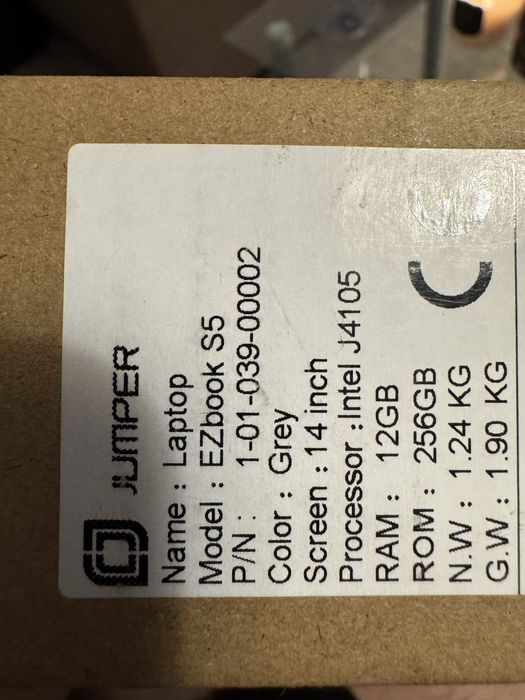 JUMPER
Name : Laptop
Model : EZbook S5
P/N : 1-01-039-00002
Color : Grey
Screen : 14 inch
Processor :Intel J4105
RAM : 12GB
ROM : 256GB
N.W : 1.24 KG
G.W : 1.90 KG
CE